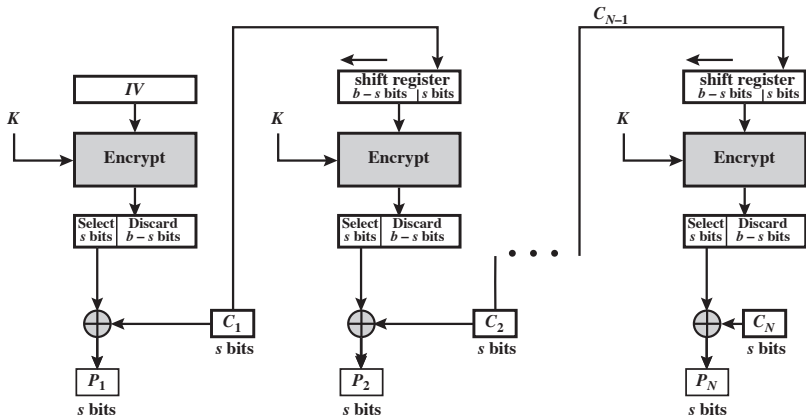 C_{N–1}
IV
shift register
b – s bits | s bits
shift register
b – s bits | s bits
K
K
K
Encrypt
Encrypt
Encrypt
Select Discard
s bits b – s bits
Select Discard
s bits b – s bits
Select Discard
s bits b – s bits
• • •
C_1
C_2
C_N
s bits
s bits
s bits
P_1
P_2
P_N
s bits
s bits
s bits